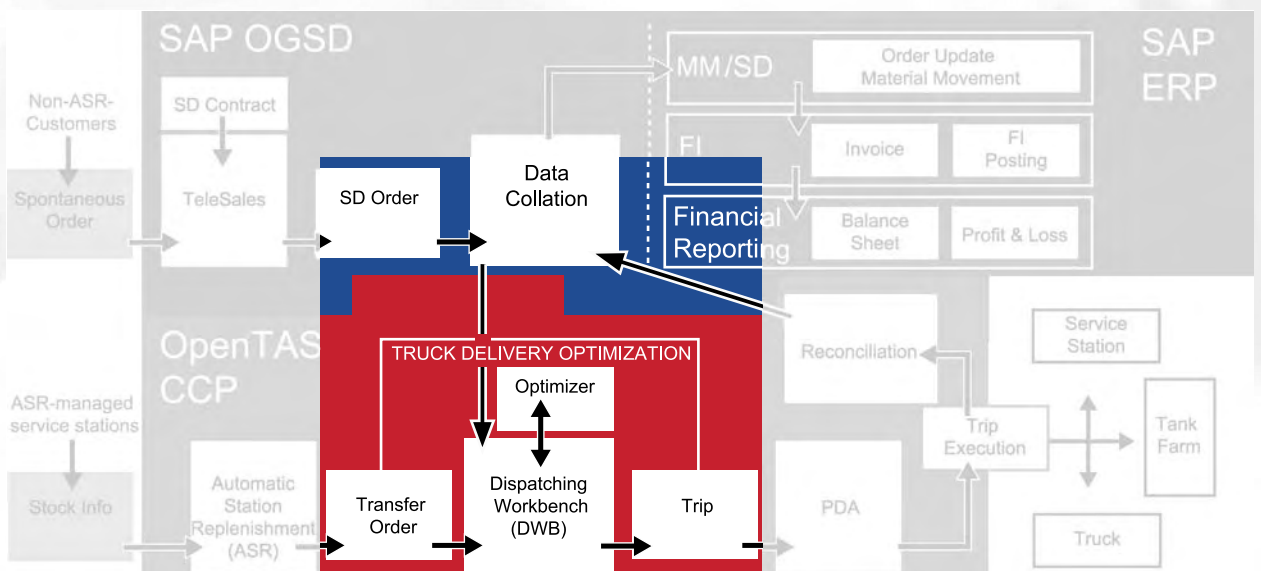 SAP OGSD
SAP
ERP
MM/SD
Order Update
Material Movement
Non-ASR-
Customers
SD Contract
FI
Invoice
FI
Posting
Data
Collation
Spontaneous
Order
TeleSales
SD Order
Financial
Reporting
Balance
Sheet
Profit & Loss
OpenTAS
CCP
TRUCK DELIVERY OPTIMIZATION
Reconciliation
Service
Station
Optimizer
ASR-managed
service stations
Trip
Execution
Tank
Farm
Stock Info
Automatic
Station
Replenishment
(ASR)
Transfer
Order
Dispatching
Workbench
(DWB)
Trip
PDA
Truck